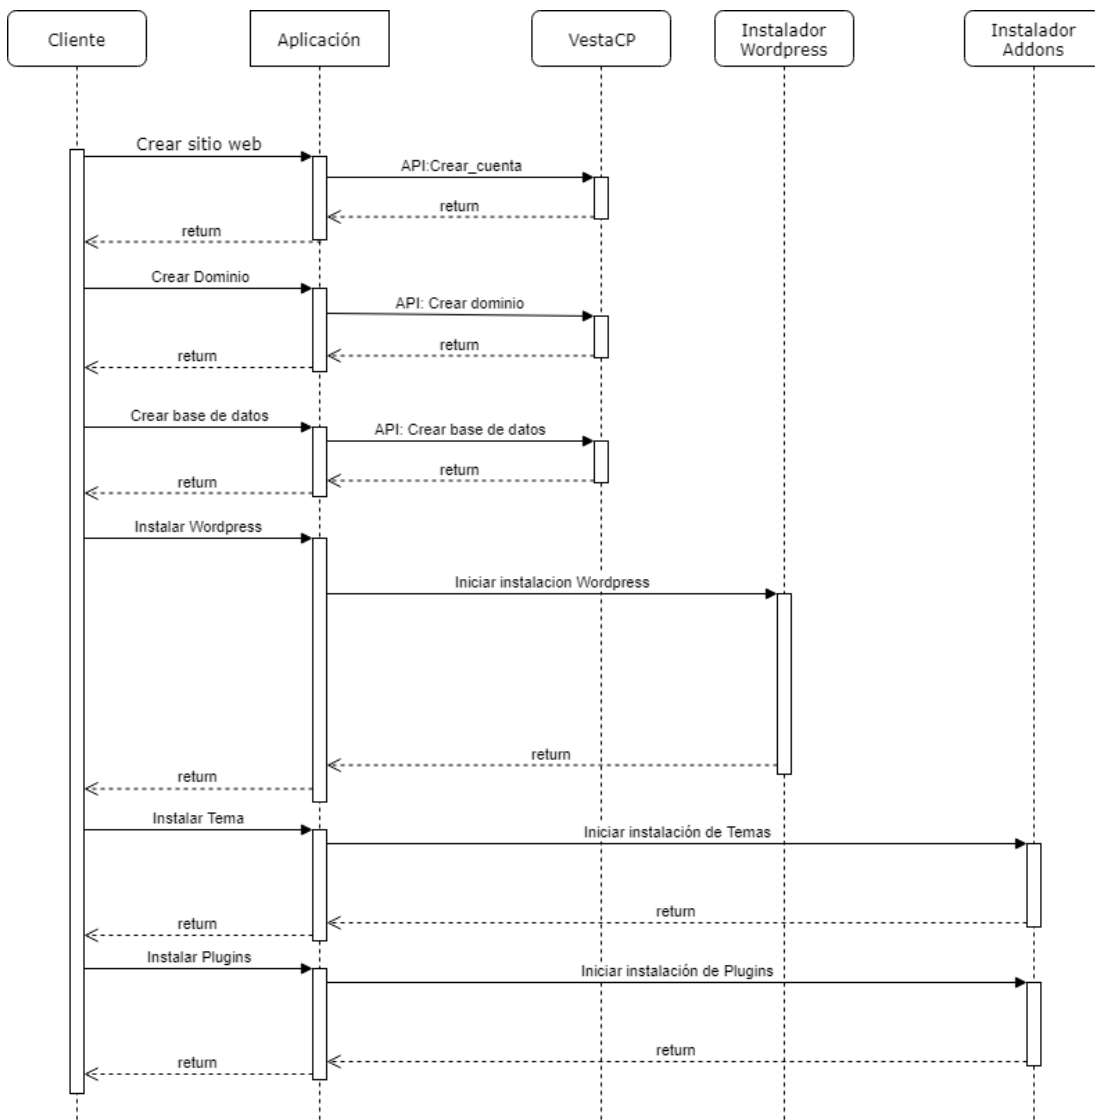 Cliente
Aplicación
VestaCP
Instalador
Wordpress
Instalador
Addons
Crear sitio web
API:Crear_cuenta
return
return
Crear Dominio
API: Crear dominio
return
return
Crear base de datos
API: Crear base de datos
return
return
Instalar Wordpress
Iniciar instalacion Wordpress
return
return
Instalar Tema
Iniciar instalación de Temas
return
return
Instalar Plugins
Iniciar instalación de Plugins
return
return